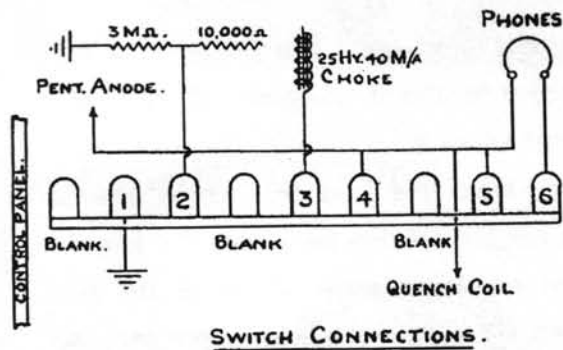 PHONES
3 MΩ. 10,000Ω
25HY. 40 M/A
CHOKE
PENT. ANODE.
CONTROL PANEL.
1 2 3 4 5 6
BLANK. BLANK BLANK
QUENCH COIL
SWITCH CONNECTIONS.